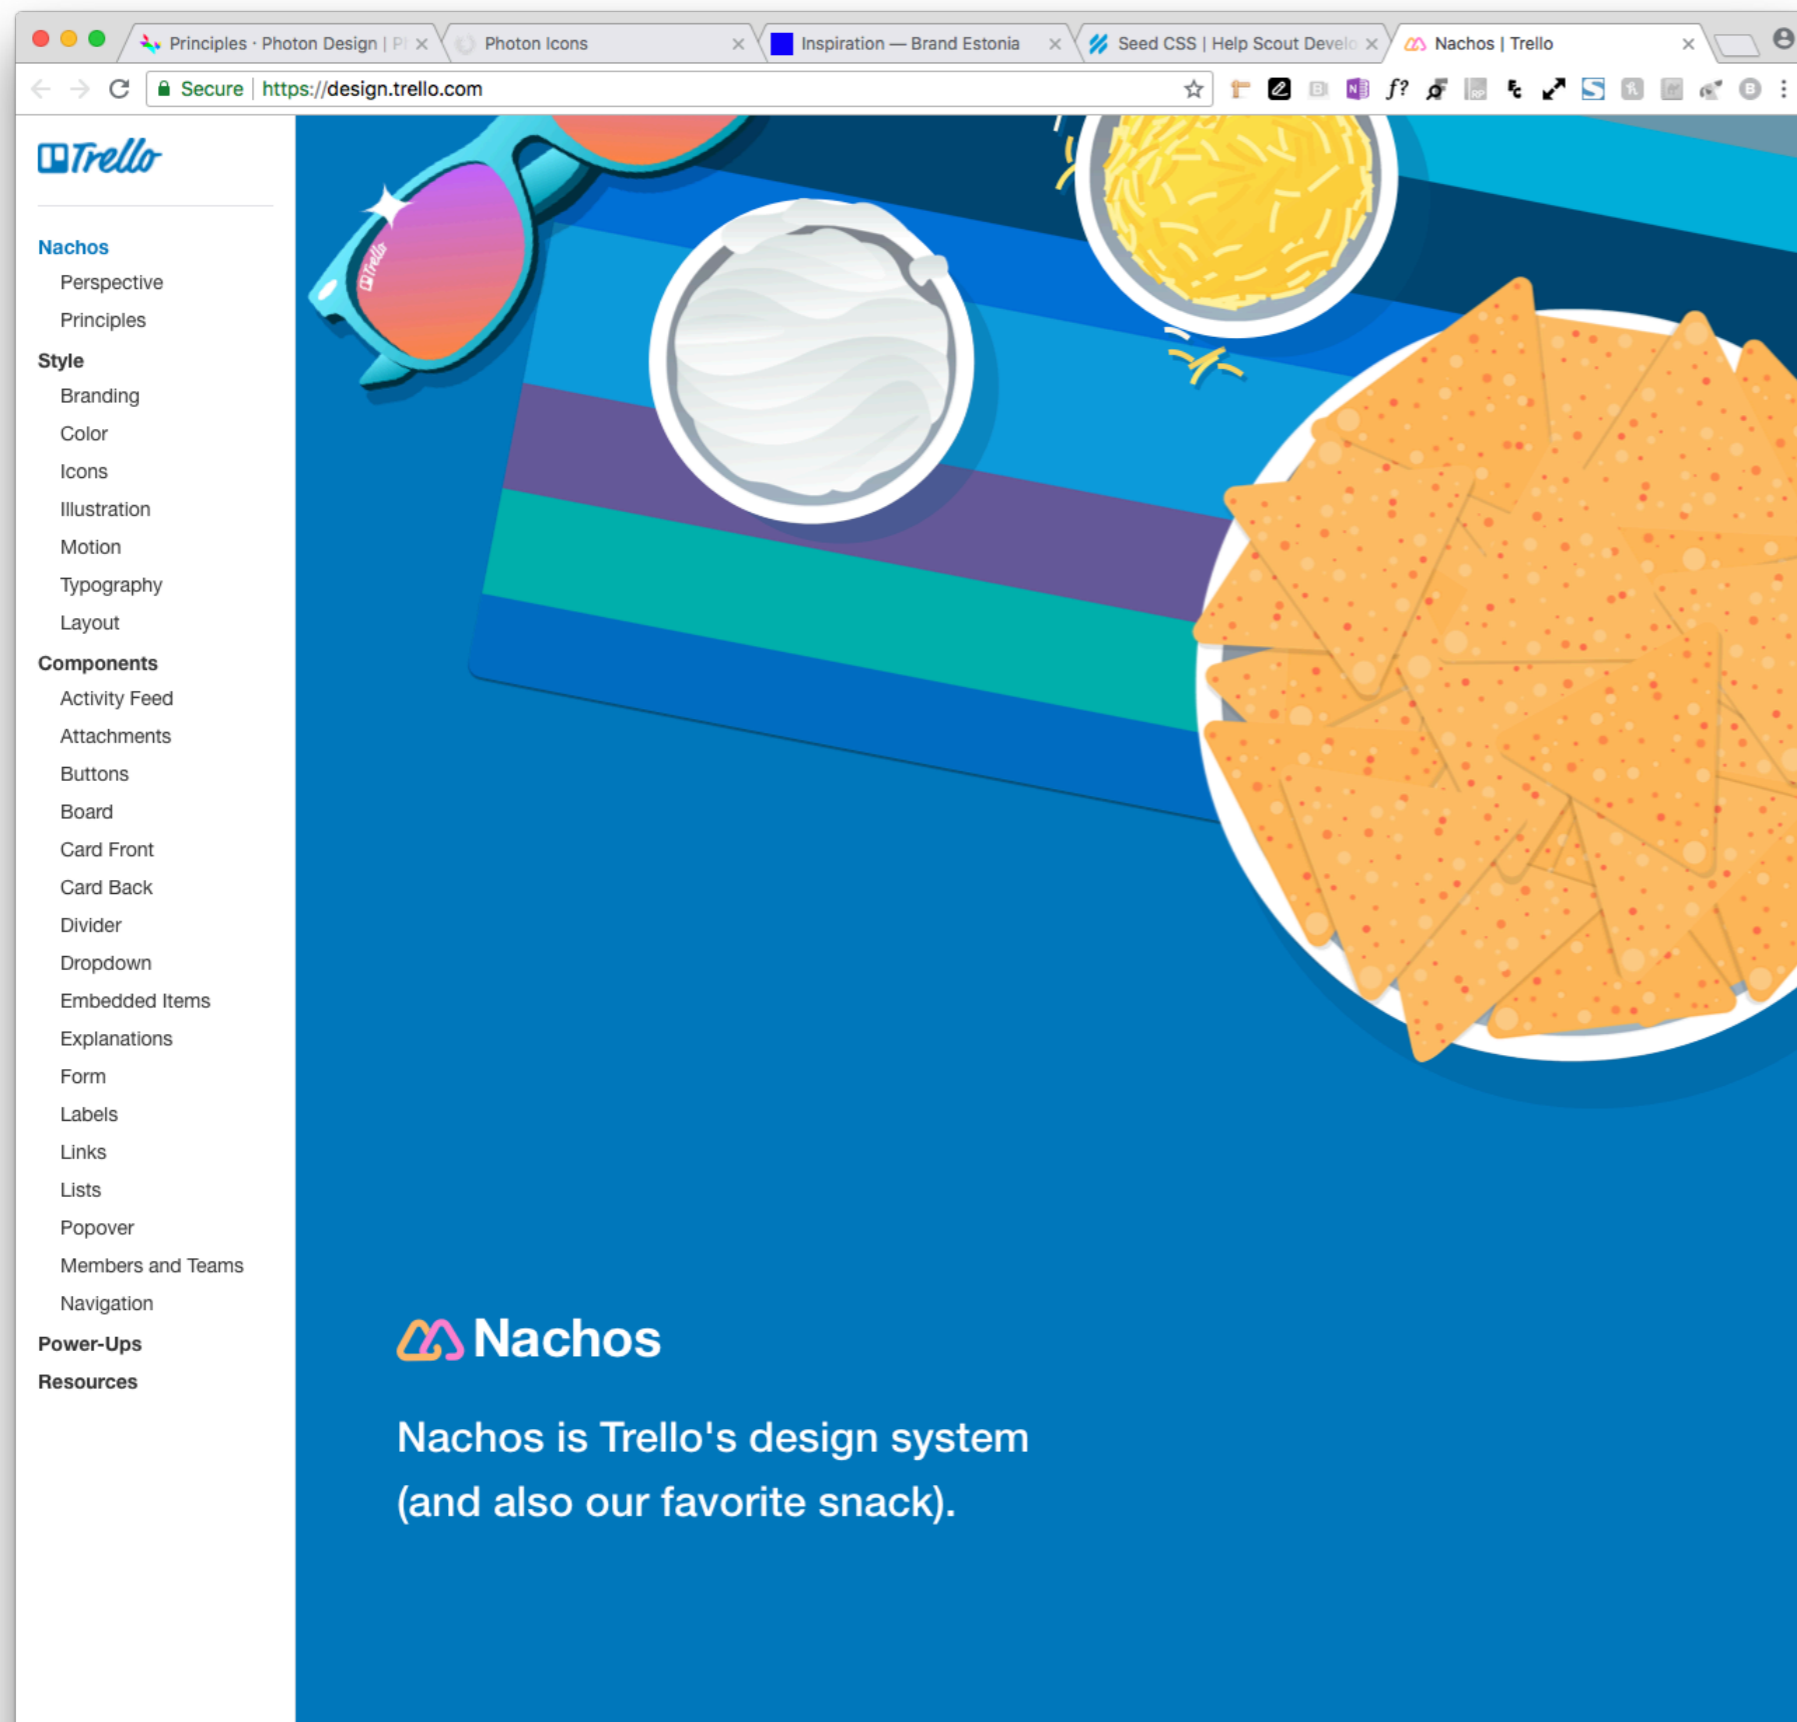 Principles · Photon Design | P
Photon Icons
Inspiration — Brand Estonia
Seed CSS | Help Scout Develo
Nachos | Trello
Secure
https://design.trello.com
f?
Trello
Nachos
Perspective
Principles
Style
Branding
Color
Icons
Illustration
Motion
Typography
Layout
Components
Activity Feed
Attachments
Buttons
Board
Card Front
Card Back
Divider
Dropdown
Embedded Items
Explanations
Form
Labels
Links
Lists
Popover
Members and Teams
Navigation
Power-Ups
Resources
Trello
Nachos
Nachos is Trello's design system
(and also our favorite snack).